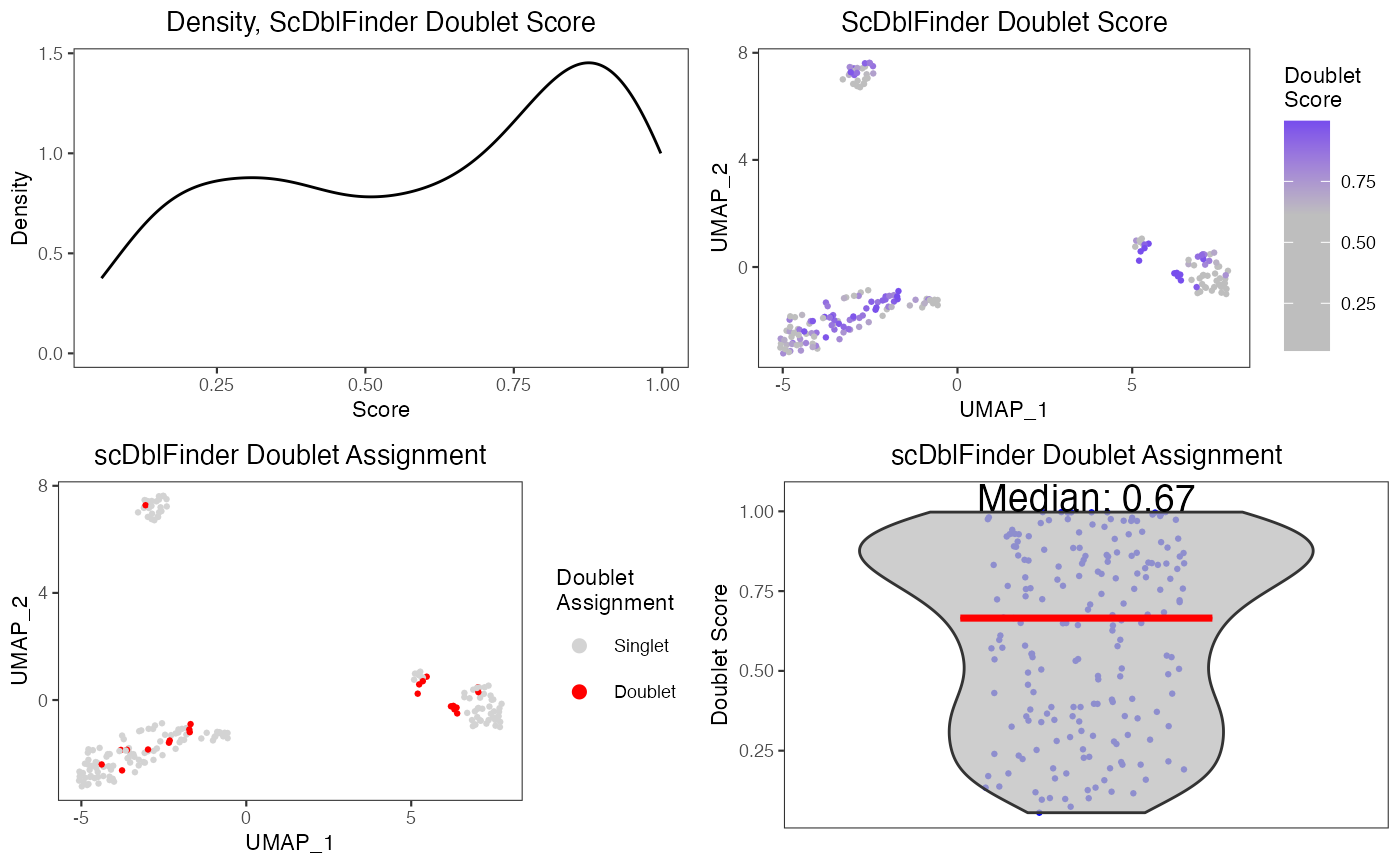 Density, ScDblFinder Doublet Score
1.5
1.0
0.5
0.0
Density
0.25 0.50 0.75 1.00
Score
ScDblFinder Doublet Score
8
4
0
UMAP_2
-5 0 5
UMAP_1
Doublet
Score
0.75
0.50
0.25
scDblFinder Doublet Assignment
8
4
0
UMAP_2
-5 0 5
UMAP_1
Doublet
Assignment
Singlet
Doublet
scDblFinder Doublet Assignment
Median: 0.67
1.00
0.75
0.50
0.25
Doublet Score